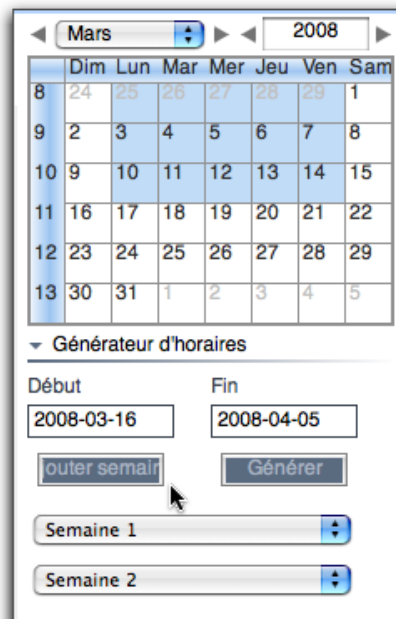 Mars 2008
Dim Lun Mar Mer Jeu Ven Sam
8 24 25 26 27 28 29 1
9 2 3 4 5 6 7 8
10 9 10 11 12 13 14 15
11 16 17 18 19 20 21 22
12 23 24 25 26 27 28 29
13 30 31 1 2 3 4 5
Générateur d'horaires
Début Fin
2008-03-16 2008-04-05
outer semair Générer
Semaine 1
Semaine 2